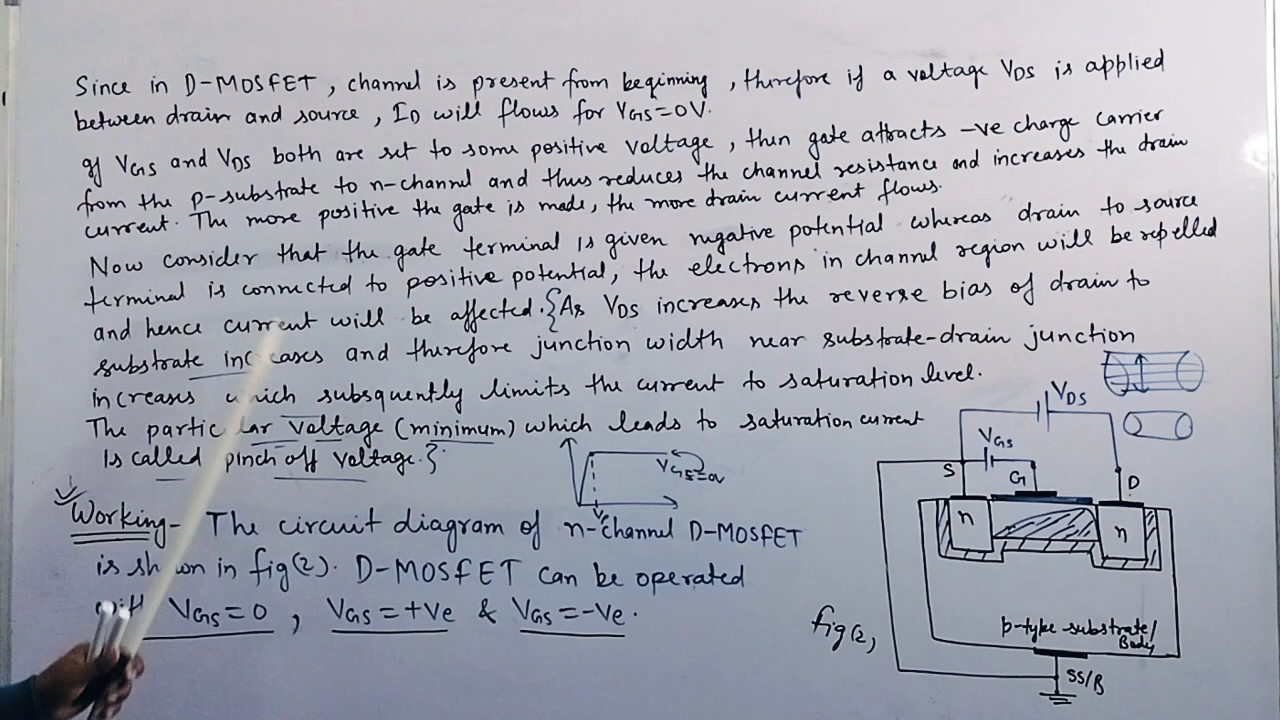 Since in D-MOSFET, channel is present from beginning, therefore if a voltage VDS is applied
between drain and source, ID will flows for VGS=0V.
If VGS and VDS both are set to some positive voltage, then gate attracts -ve charge carrier
from the p-substrate to n-channel and thus reduces the channel resistance and increases the drain
current. The more positive the gate is made, the more drain current flows.
Now consider that the gate terminal is given negative potential whereas drain to source
terminal is connected to positive potential, the electrons in channel region will be repelled
and hence current will be affected. {As VDS increases the reverse bias of drain to
substrate increases and therefore junction width near substrate-drain junction
increases which subsquently limits the current to saturation level.
The particular voltage (minimum) which leads to saturation current
is called pinch off voltage.}
VGS=0V
Working- The circuit diagram of n-channel D-MOSFET
is shown in fig(2). D-MOSFET can be operated
with VGS=0, VGS=+Ve & VGS=-Ve.
VDS
VGS
S G D
n n
p-type substrate/
Body
SS/B
fig(2)